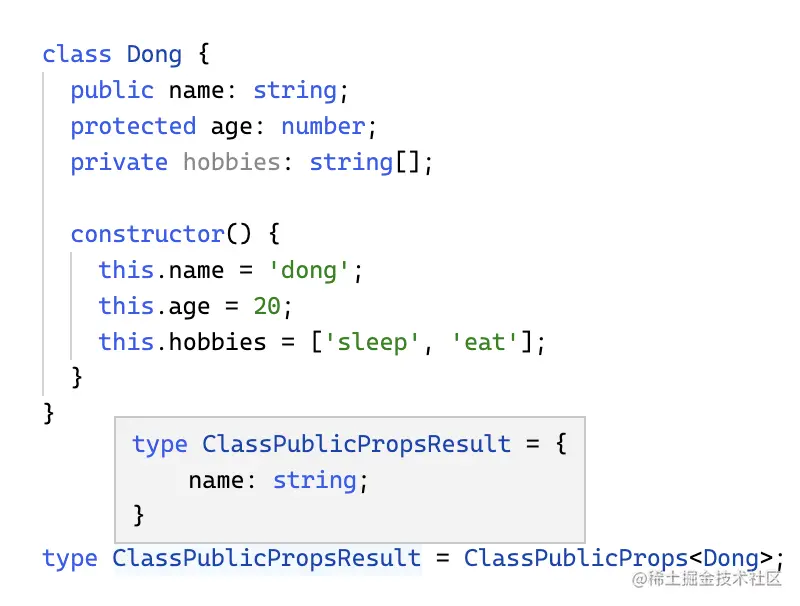 class Dong {
public name: string;
protected age: number;
private hobbies: string[];
constructor() {
this.name = 'dong';
this.age = 20;
this.hobbies = ['sleep', 'eat'];
}
}
type ClassPublicPropsResult = {
name: string;
}
type ClassPublicPropsResult = ClassPublicProps<Dong>;
@稀土掘金技术社区